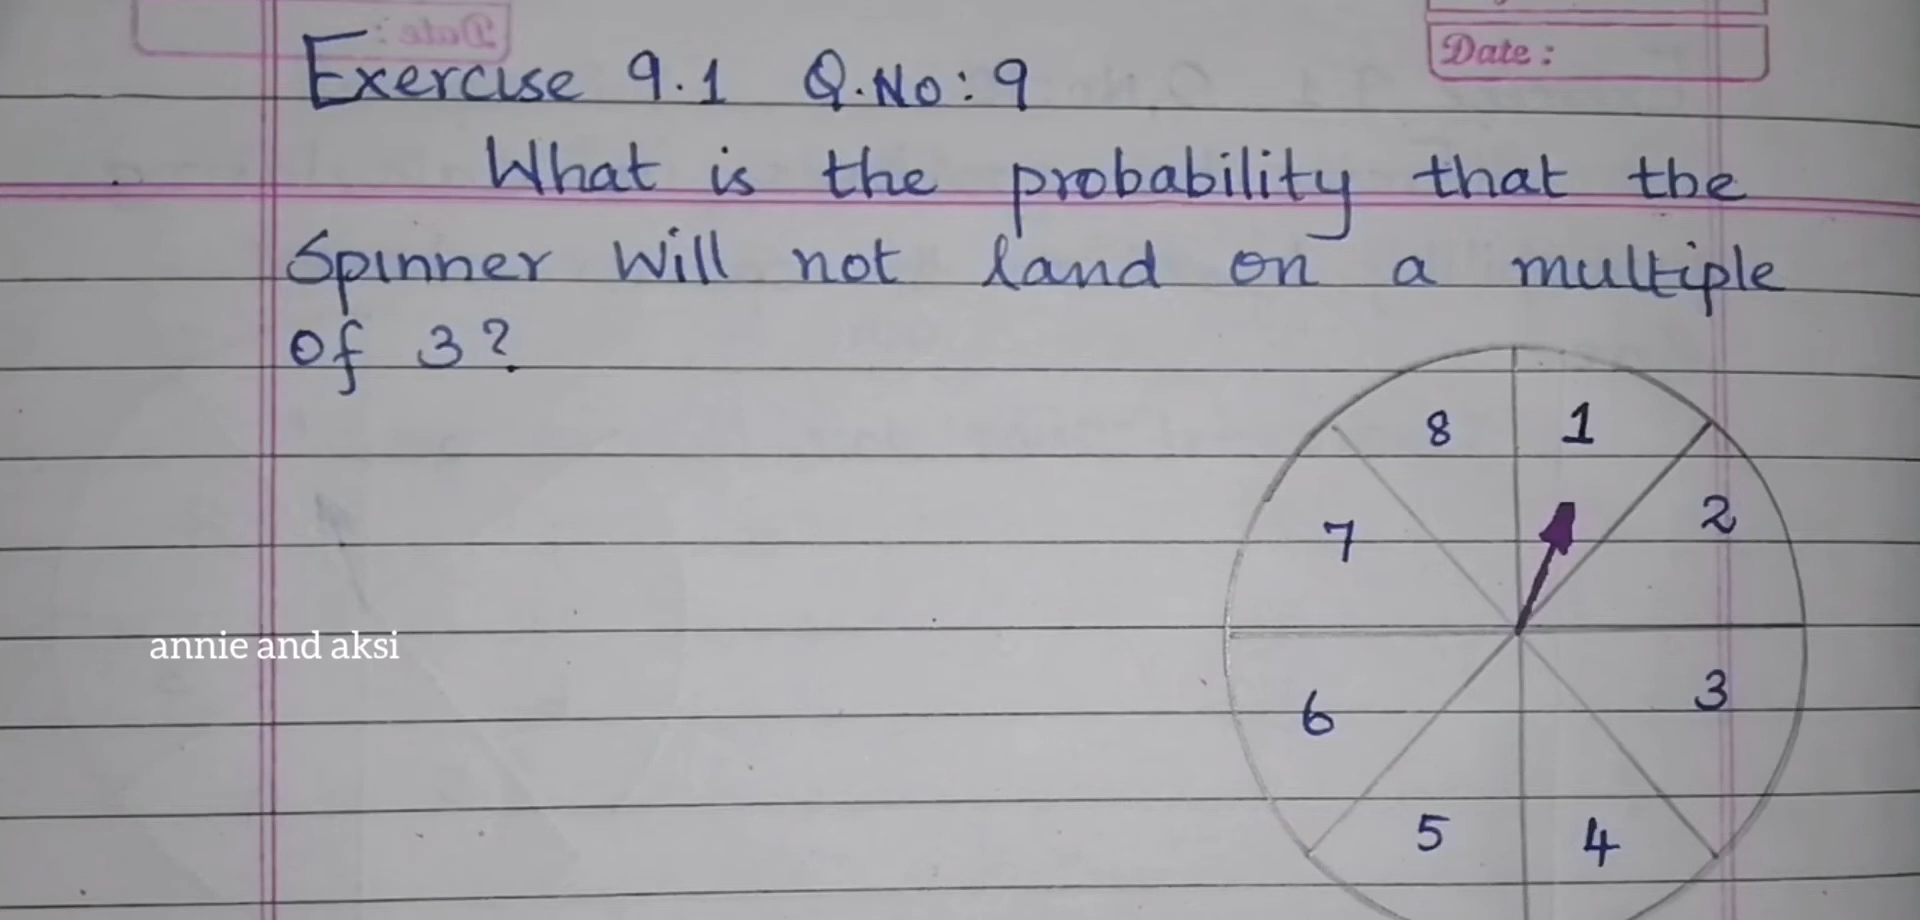 Date :
Exercise 9.1 Q.No: 9
What is the probability that the
Spinner will not land on a multiple
of 3?
8 1
7 2
6 3
5 4
annie and aksi